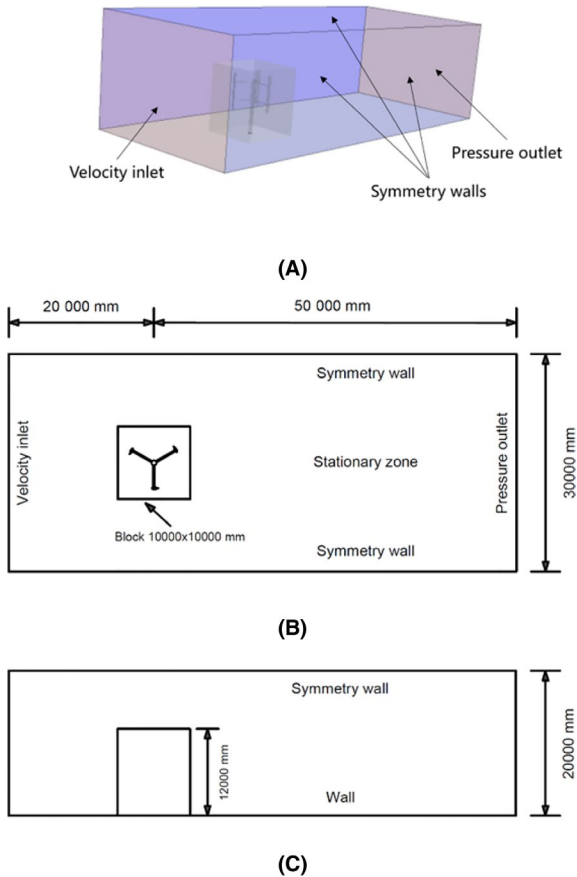 Velocity inlet
Pressure outlet
Symmetry walls
(A)
20 000 mm
50 000 mm
Symmetry wall
Velocity inlet
Stationary zone
Pressure outlet
30000 mm
Block 10000x10000 mm
Symmetry wall
(B)
Symmetry wall
12000 mm
20000 mm
Wall
(C)